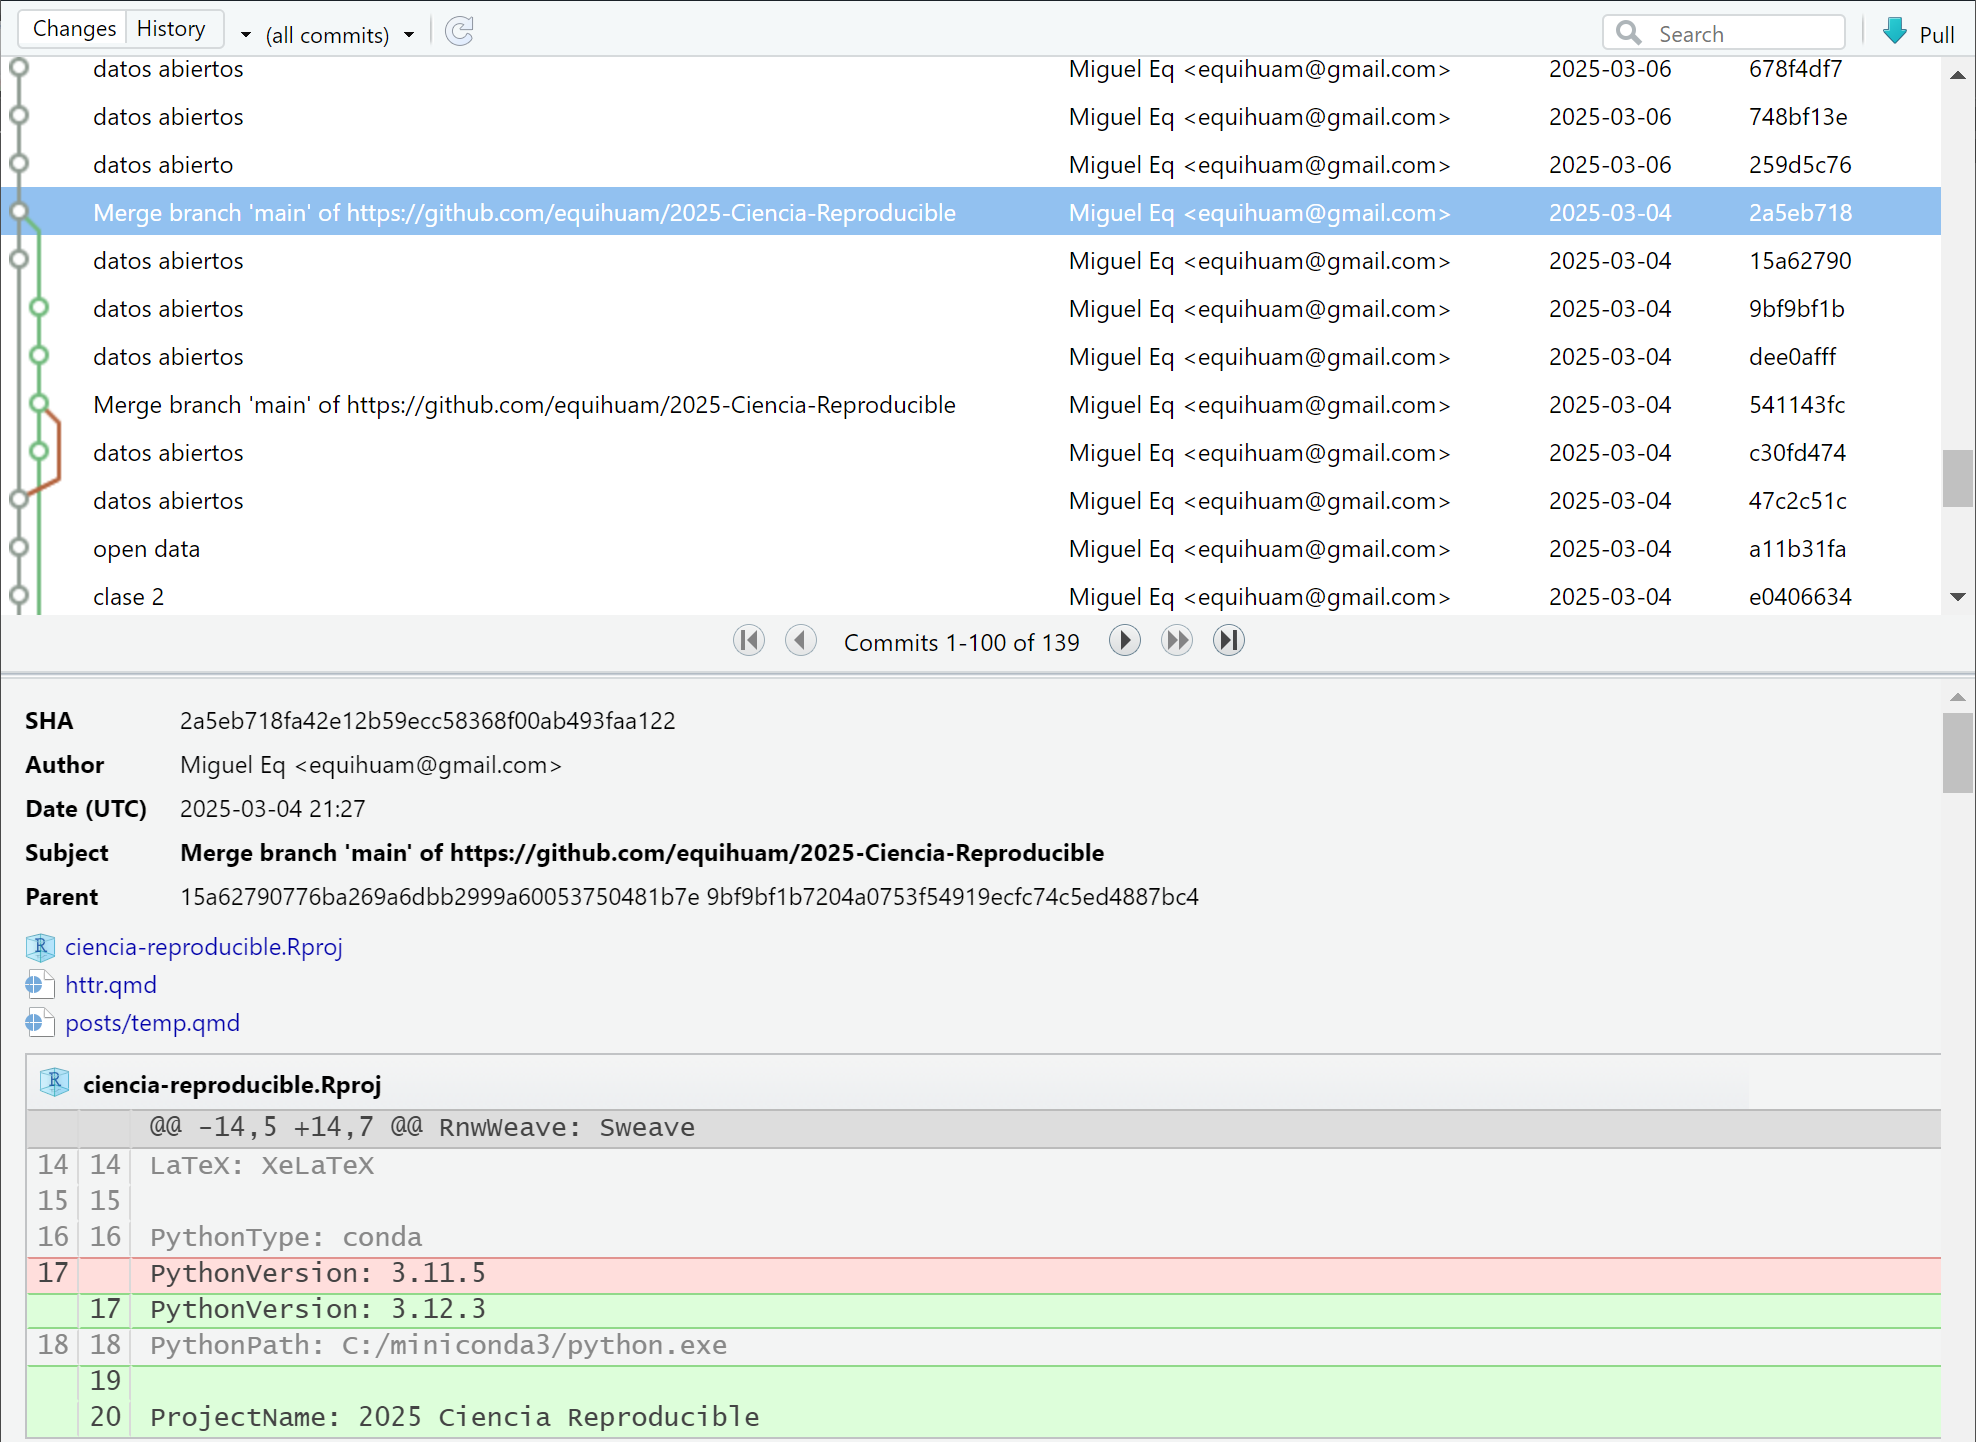 Changes History (all commits) Search Pull
datos abiertos Miguel Eq <equihuam@gmail.com> 2025-03-06 678f4df7
datos abiertos Miguel Eq <equihuam@gmail.com> 2025-03-06 748bf13e
datos abierto Miguel Eq <equihuam@gmail.com> 2025-03-06 259d5c76
Merge branch 'main' of https://github.com/equihuam/2025-Ciencia-Reproducible Miguel Eq <equihuam@gmail.com> 2025-03-04 2a5eb718
datos abiertos Miguel Eq <equihuam@gmail.com> 2025-03-04 15a62790
datos abiertos Miguel Eq <equihuam@gmail.com> 2025-03-04 9bf9bf1b
datos abiertos Miguel Eq <equihuam@gmail.com> 2025-03-04 dee0afff
Merge branch 'main' of https://github.com/equihuam/2025-Ciencia-Reproducible Miguel Eq <equihuam@gmail.com> 2025-03-04 541143fc
datos abiertos Miguel Eq <equihuam@gmail.com> 2025-03-04 c30fd474
datos abiertos Miguel Eq <equihuam@gmail.com> 2025-03-04 47c2c51c
open data Miguel Eq <equihuam@gmail.com> 2025-03-04 a11b31fa
clase 2 Miguel Eq <equihuam@gmail.com> 2025-03-04 e0406634
Commits 1-100 of 139
SHA 2a5eb718fa42e12b59ecc58368f00ab493faa122
Author Miguel Eq <equihuam@gmail.com>
Date (UTC) 2025-03-04 21:27
Subject Merge branch 'main' of https://github.com/equihuam/2025-Ciencia-Reproducible
Parent 15a62790776ba269a6dbb2999a60053750481b7e 9bf9bf1b7204a0753f54919ecfc74c5ed4887bc4
R ciencia-reproducible.Rproj
httr.qmd
posts/temp.qmd
R ciencia-reproducible.Rproj
@@ -14,5 +14,7 @@ RnwWeave: Sweave
14 14 LaTeX: XeLaTeX
15 15
16 16 PythonType: conda
17 PythonVersion: 3.11.5
17 PythonVersion: 3.12.3
18 18 PythonPath: C:/miniconda3/python.exe
19
20 ProjectName: 2025 Ciencia Reproducible